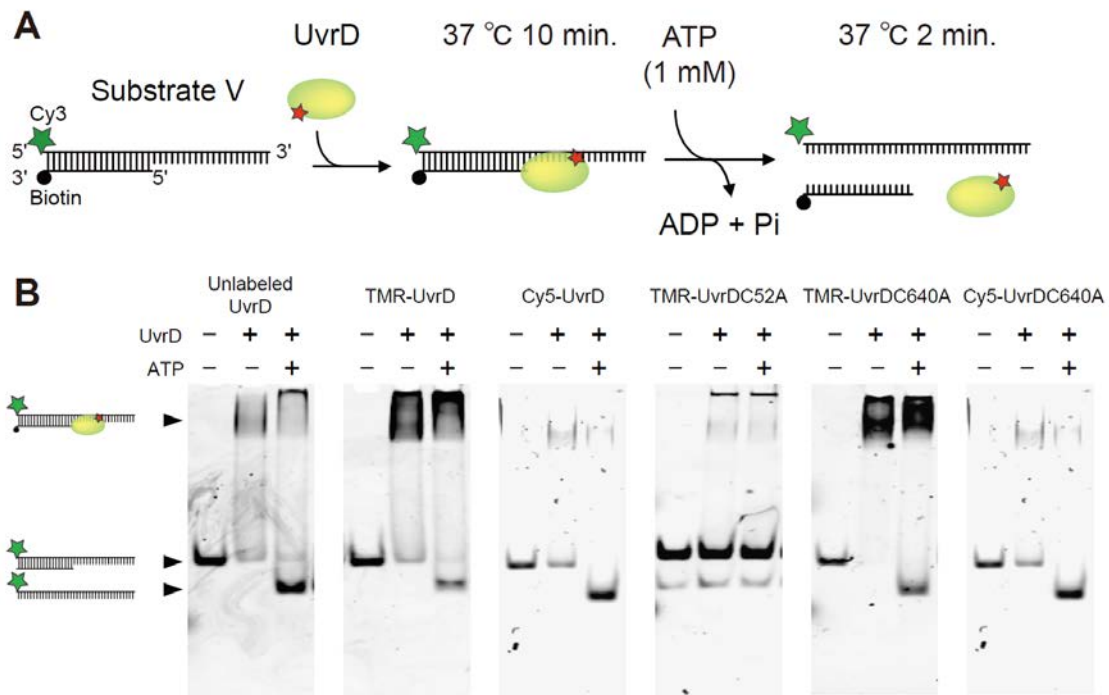 A
UvrD
37 ℃ 10 min.
ATP
(1 mM)
37 ℃ 2 min.
Substrate V
Cy3
5'
3'
3'
5'
Biotin
ADP + Pi
B
Unlabeled
UvrD
TMR-UvrD
Cy5-UvrD
TMR-UvrDC52A
TMR-UvrDC640A
Cy5-UvrDC640A
UvrD − + + − + + − + + − + + − + + − + +
ATP + + + + + +